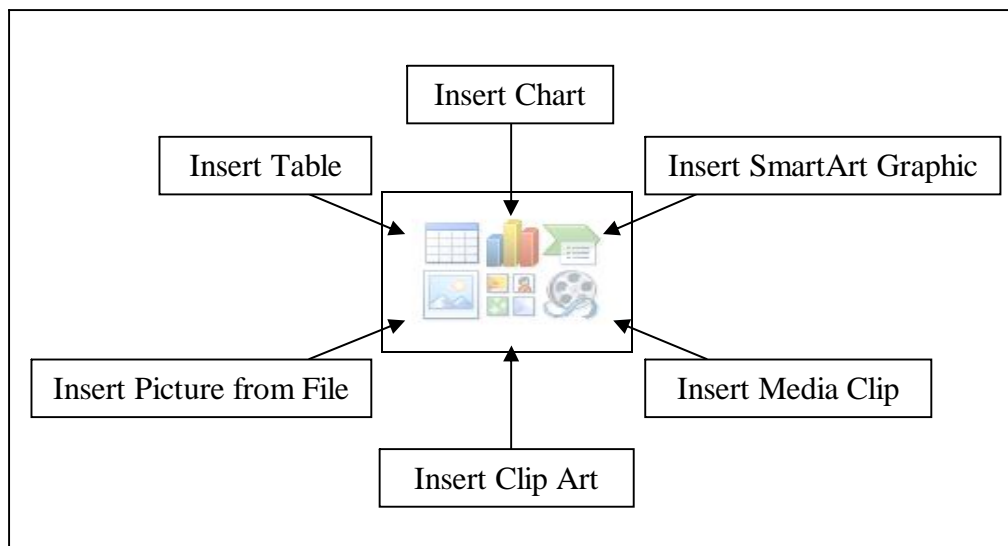 Insert Chart
Insert Table
Insert SmartArt Graphic
Insert Picture from File
Insert Media Clip
Insert Clip Art